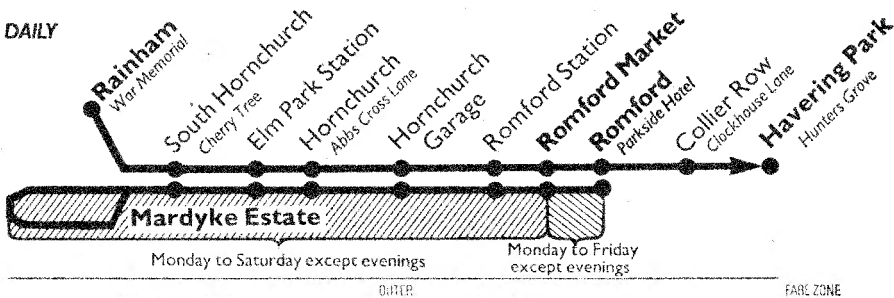 DAILY
Rainham
War Memorial
South Hornchurch
Cherry Tree
Elm Park Station
Hornchurch
Abbs Cross Lane
Hornchurch
Garage
Romford Station
Romford Market
Romford
Parkside Hotel
Collier Row
Clockhouse Lane
Havering Park
Hunters Grove
Mardyke Estate
Monday to Saturday except evenings
Monday to Friday
except evenings
OUTER
FARE ZONE